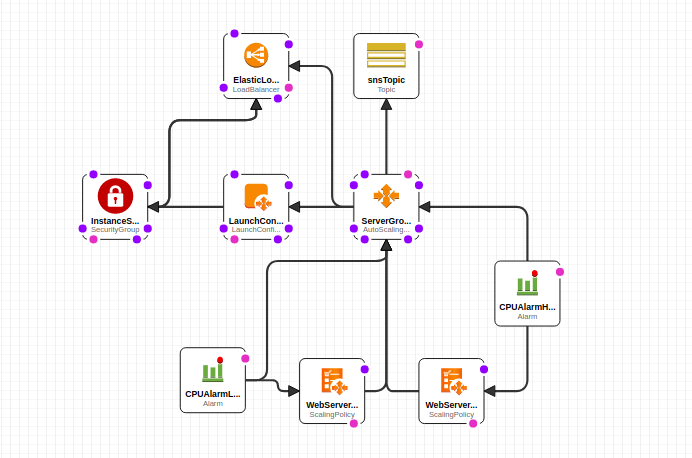 ElasticLo...
LoadBalancer
snsTopic
Topic
InstanceS...
SecurityGroup
LaunchCon...
LaunchConfi...
ServerGro...
AutoScaling...
CPUAlarmH...
Alarm
CPUAlarmL...
Alarm
WebServer...
ScalingPolicy
WebServer...
ScalingPolicy